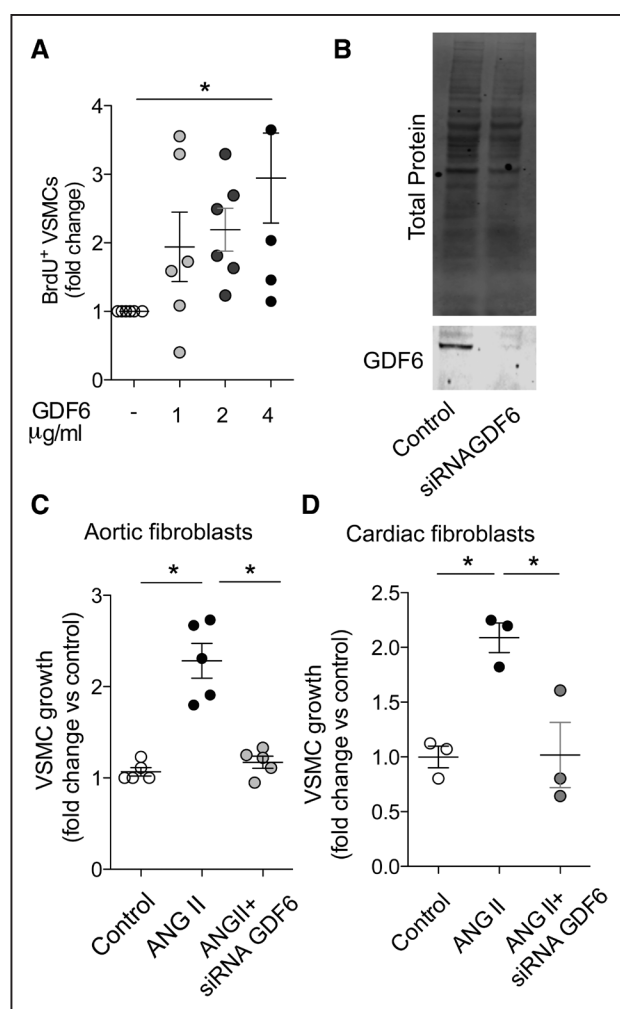 A
*
4
3
2
1
0
BrdU⁺ VSMCs
(fold change)
GDF6
μg/ml
- 1 2 4
B
Total Protein
GDF6
Control
siRNAGDF6
C
Aortic fibroblasts
* *
3
2
1
0
VSMC growth
(fold change vs control)
Control
ANG II
ANGII+
siRNA GDF6
D
Cardiac fibroblasts
* *
2.5
2.0
1.0
0.5
0.0
VSMC growth
(fold change vs control)
Control
ANG II
ANG II+
siRNA GDF6